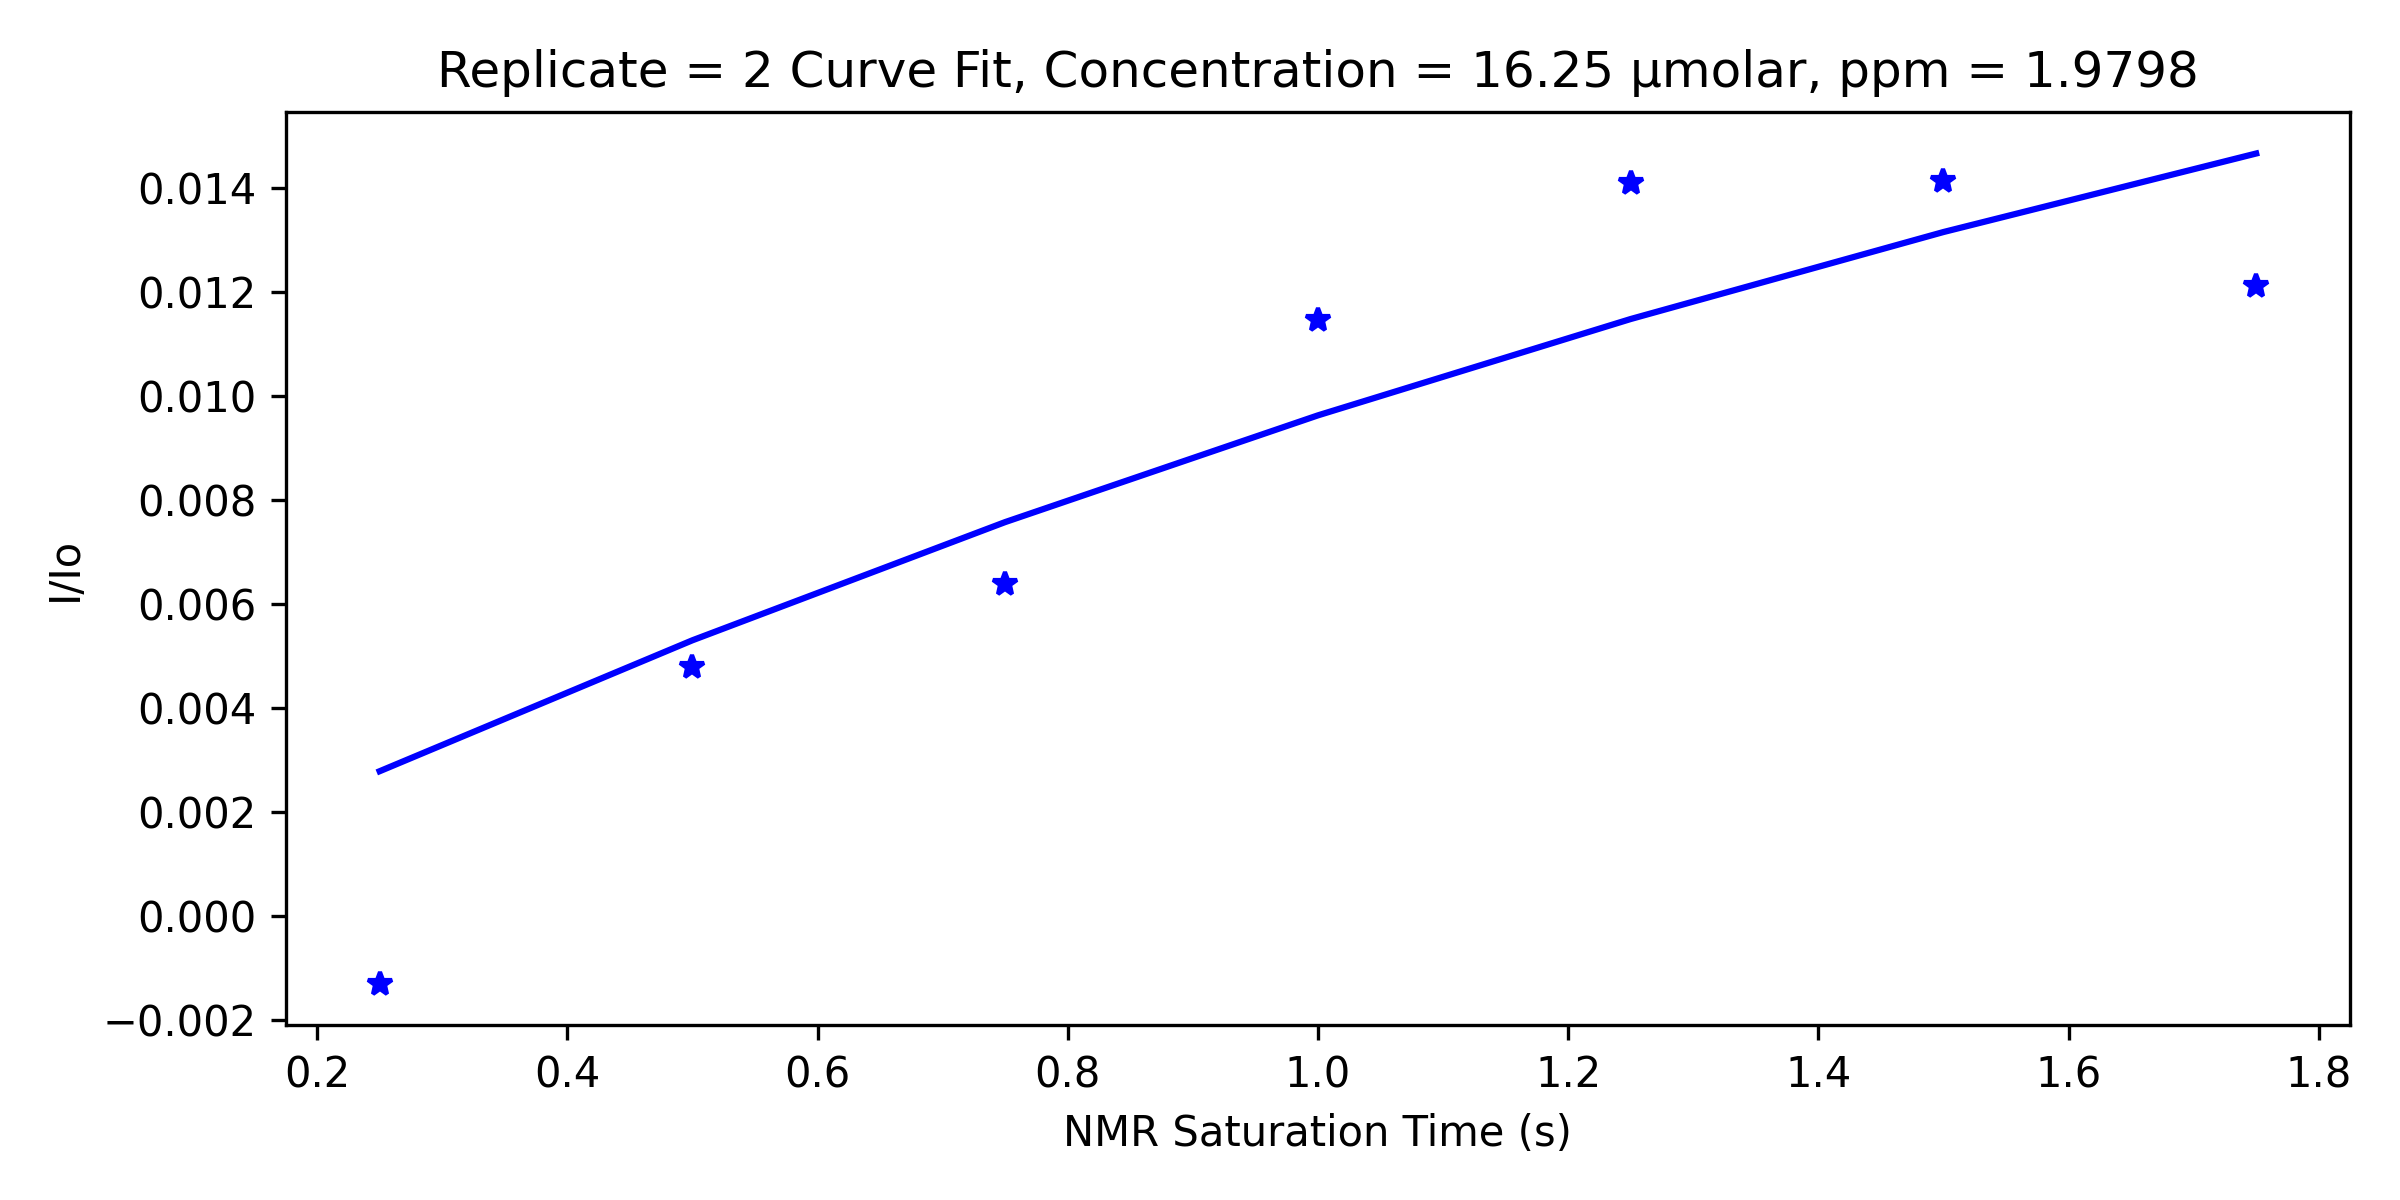 Replicate = 2 Curve Fit, Concentration = 16.25 µmolar, ppm = 1.9798
0.014
0.012
0.010
0.008
0.006
0.004
0.002
0.000
−0.002
I/Io
0.2 0.4 0.6 0.8 1.0 1.2 1.4 1.6 1.8
NMR Saturation Time (s)